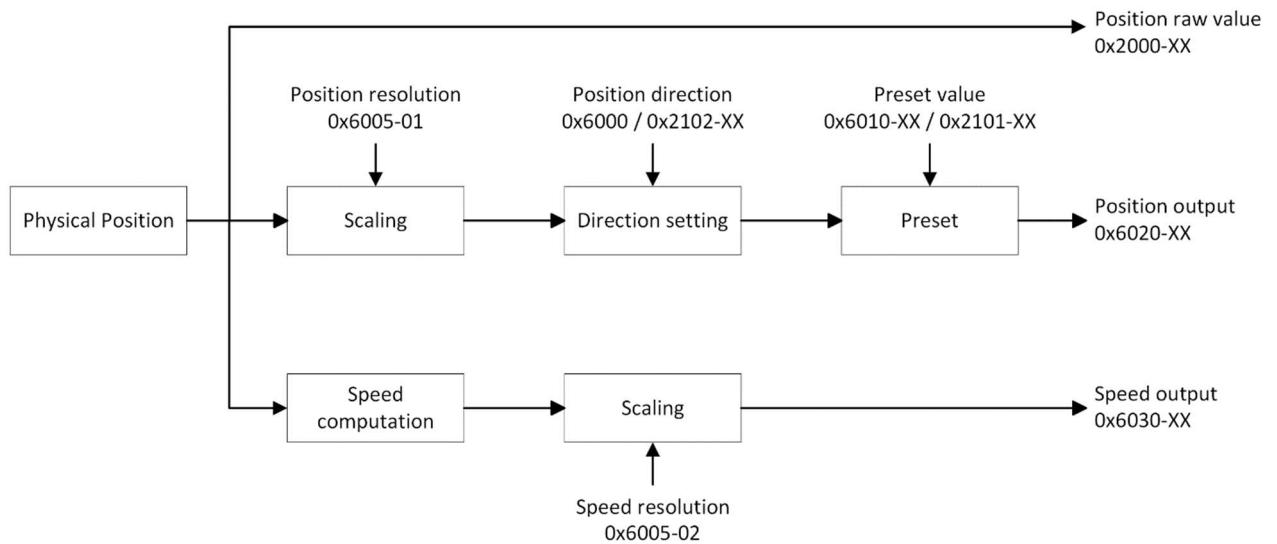 Position raw value
0x2000-XX
Position resolution
0x6005-01
Position direction
0x6000 / 0x2102-XX
Preset value
0x6010-XX / 0x2101-XX
Physical Position
Scaling
Direction setting
Preset
Position output
0x6020-XX
Speed
computation
Scaling
Speed output
0x6030-XX
Speed resolution
0x6005-02